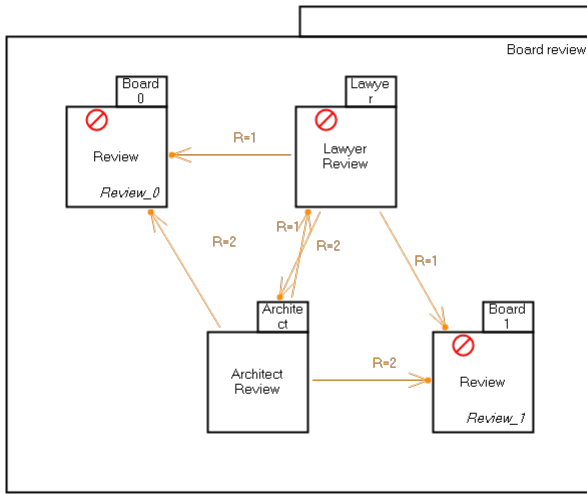 Board review
Board
0
Review
Review_0
Lawye
r
Lawyer
Review
R=1
R=2
R=1
R=2
R=1
Archite
ct
Architect
Review
R=2
Board
1
Review
Review_1